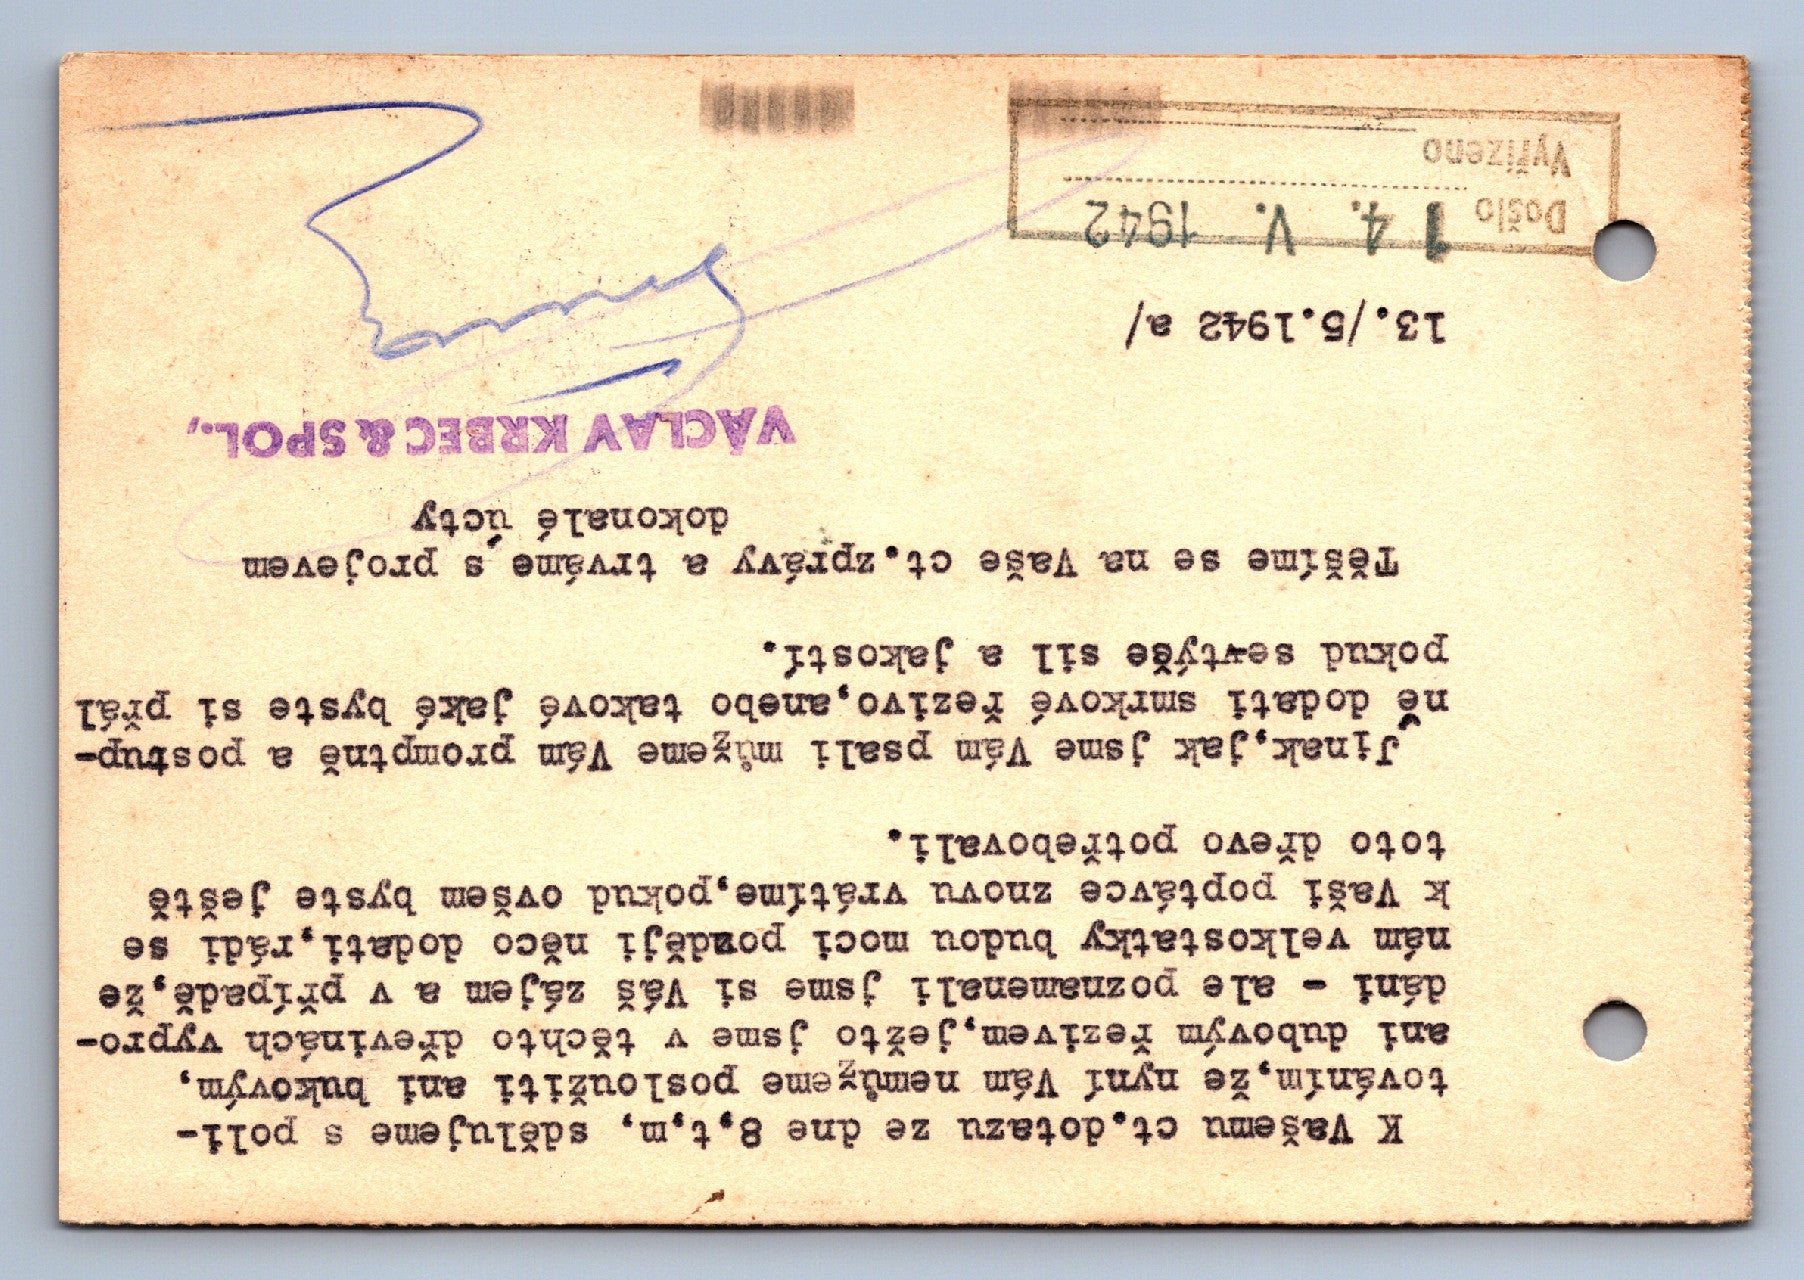 K Vašemu ct.dotazu ze dne 8,t,m, sdělujeme s poli-
továním,že nyní Vám nemůžeme posloužiti ani bukovým,
ani dubovým řezivem,ježto jsme v těchto dřevinách vypro-
dáni - ale poznamenali jsme si Váš zájem a v případě,že
nám velkostatky budou moci později něco dodati,rádi se
k Vaší poptávce znovu vrátíme,pokud ovšem byste ještě
toto dřevo potřebovali.
Jinak,jak jsme Vám psali můžeme Vám promptně a postup-
ně dodati smrkové řezivo,anebo takové jaké byste si přál
pokud se týče sil a jakostí.
Těšíme se na Vaše ct.zprávy a trváme s projevem
dokonalé úcty
VÁCLAV KRBEC & SPOL.,
13./5.1942 a/
Došlo 14. V. 1942
Vyřízeno